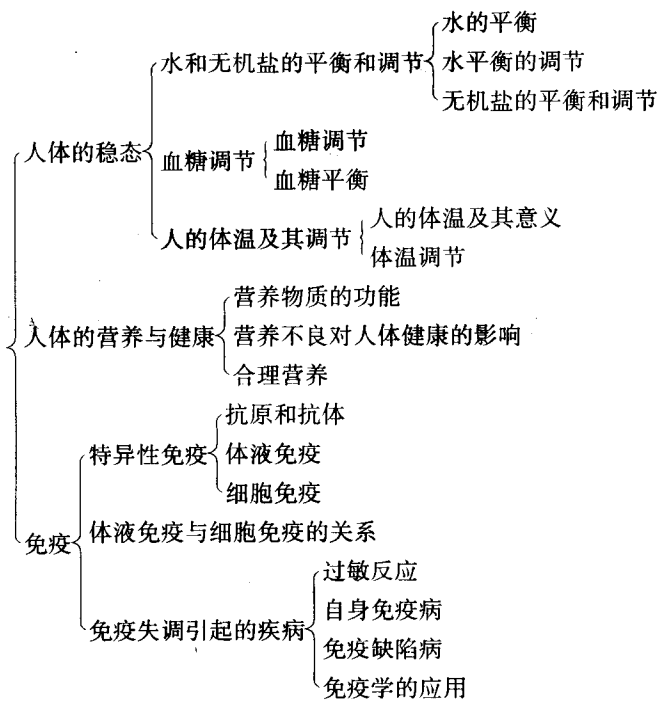 人体的稳态
水和无机盐的平衡和调节
水的平衡
水平衡的调节
无机盐的平衡和调节
血糖调节
血糖调节
血糖平衡
人的体温及其调节
人的体温及其意义
体温调节
人体的营养与健康
营养物质的功能
营养不良对人体健康的影响
合理营养
免疫
特异性免疫
抗原和抗体
体液免疫
细胞免疫
体液免疫与细胞免疫的关系
免疫失调引起的疾病
过敏反应
自身免疫病
免疫缺陷病
免疫学的应用